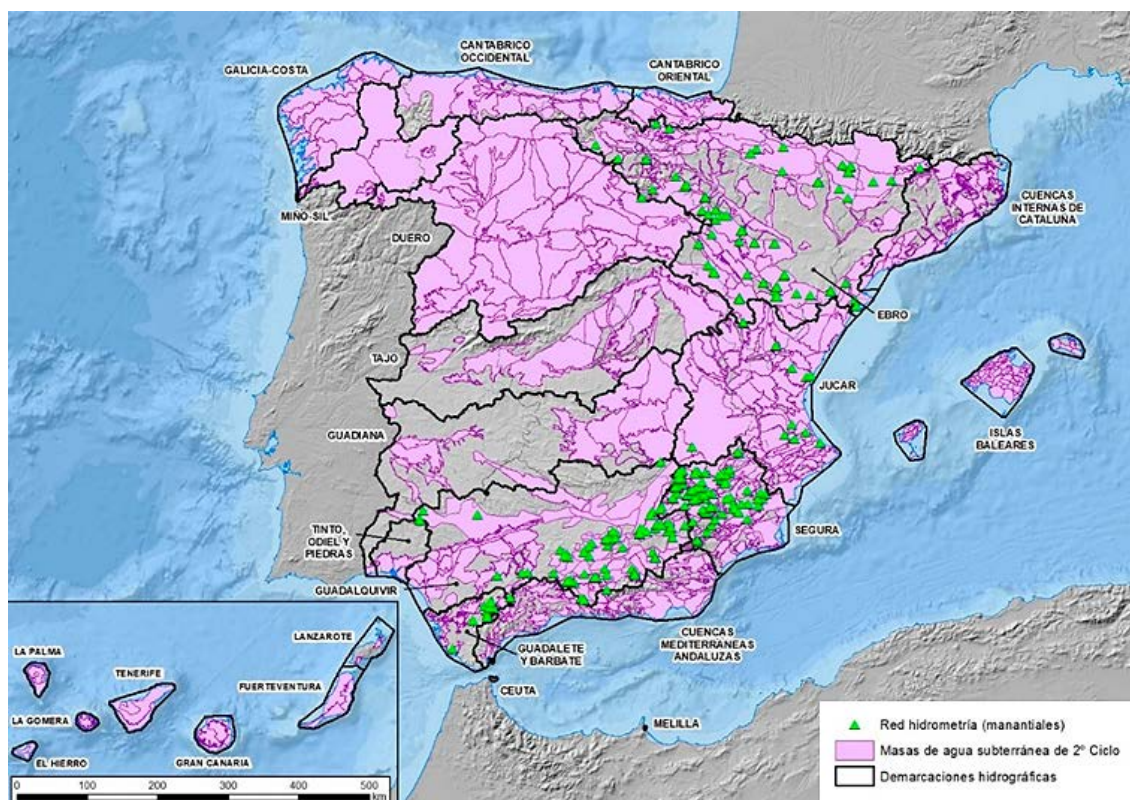 CANTABRICO
OCCIDENTAL
GALICIA-COSTA
CANTABRICO
ORIENTAL
CUENCAS
INTERNAS DE
CATALUÑA
MIÑO-SIL
DUERO
EBRO
TAJO
JUCAR
GUADIANA
ISLAS
BALEARES
SEGURA
TINTO,
ODIEL Y
PIEDRAS
GUADALQUIVIR
CUENCAS
MEDITERRÁNEAS
ANDALUZAS
GUADALETE
Y BARBATE
CEUTA
MELILLA
LANZAROTE
LA PALMA
TENERIFE
FUERTEVENTURA
LA GOMERA
EL HIERRO
GRAN CANARIA
0 100 200 300 400 500
km
Red hidrometría (manantiales)
Masas de agua subterránea de 2º Ciclo
Demarcaciones hidrográficas